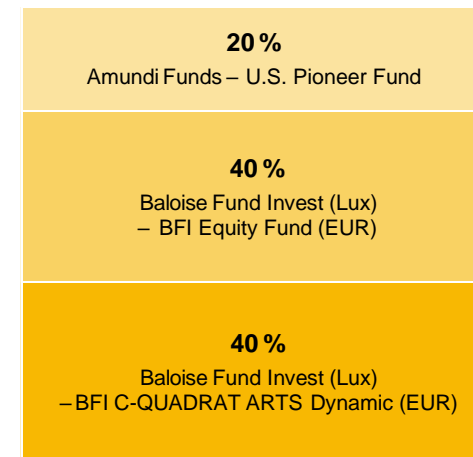 20 %
Amundi Funds – U.S. Pioneer Fund
40 %
Baloise Fund Invest (Lux)
– BFI Equity Fund (EUR)
40 %
Baloise Fund Invest (Lux)
– BFI C-QUADRAT ARTS Dynamic (EUR)